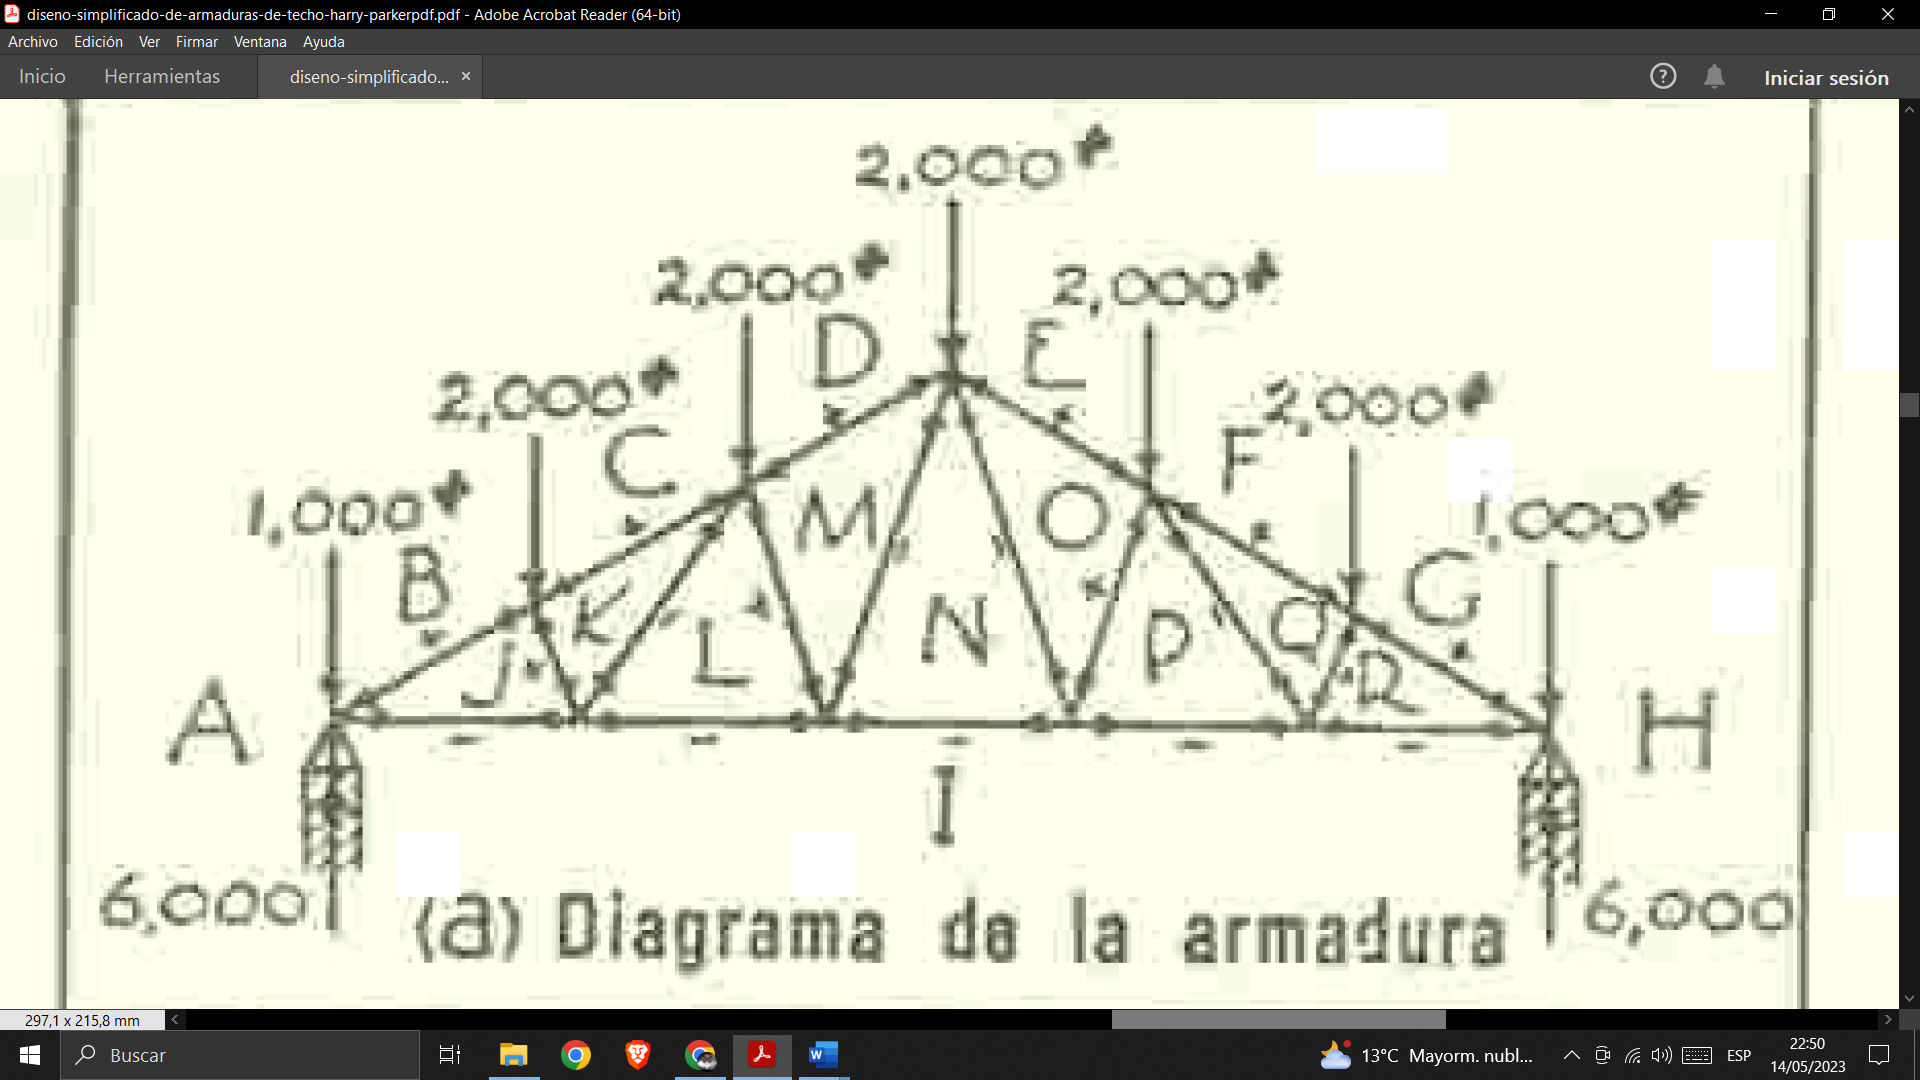 diseno-simplificado-de-armaduras-de-techo-harry-parkerpdf.pdf - Adobe Acrobat Reader (64-bit)
Archivo Edición Ver Firmar Ventana Ayuda
Inicio Herramientas diseno-simplificado... × ? Iniciar sesión
2,000#
2,000# 2,000#
D E
2,000# 2,000#
C F
1,000# 1,000#
M O
B G
K N
J L P Q R
A H
I
6,000 6,000
(a) Diagrama de la armadura
297,1 x 215,8 mm
Buscar
13°C Mayorm. nubl... ESP
22:50
14/05/2023